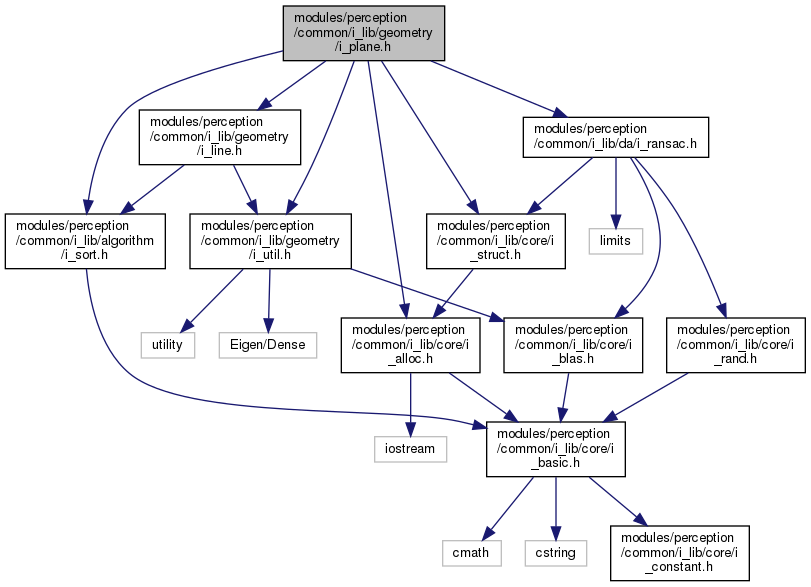 modules/perception
/common/i_lib/geometry
/i_plane.h
modules/perception
/common/i_lib/geometry
/i_line.h
modules/perception
/common/i_lib/da/i_ransac.h
modules/perception
/common/i_lib/algorithm
/i_sort.h
modules/perception
/common/i_lib/geometry
/i_util.h
modules/perception
/common/i_lib/core/i
_struct.h
limits
utility
Eigen/Dense
modules/perception
/common/i_lib/core/i
_alloc.h
modules/perception
/common/i_lib/core/i
_blas.h
modules/perception
/common/i_lib/core/i
_rand.h
iostream
modules/perception
/common/i_lib/core/i
_basic.h
cmath
cstring
modules/perception
/common/i_lib/core/i
_constant.h